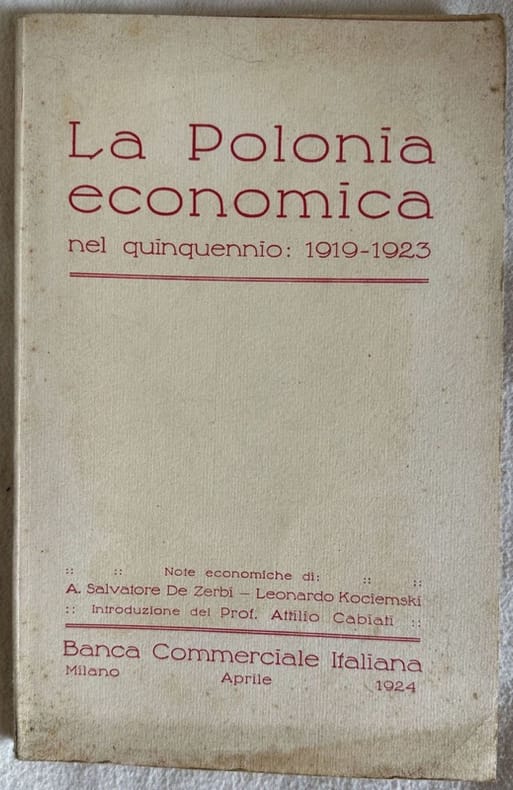 La Polonia
economica
nel quinquennio: 1919-1923
:: :: Note economiche di: :: ::
A. Salvatore De Zerbi – Leonardo Kociemski
:: Introduzione del Prof. Attilio Cabiati ::
Banca Commerciale Italiana
Milano Aprile 1924